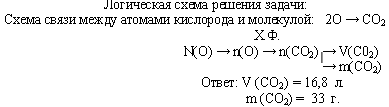 Логическая схема решения задачи:
Схема связи между атомами кислорода и молекулой: 2O → CO₂
Х.Ф.
N(O) → n(O) → n(CO₂) → V(C0₂)
→ m(CO₂)
Ответ: V (CO₂) = 16,8 л
m (CO₂) = 33 г.